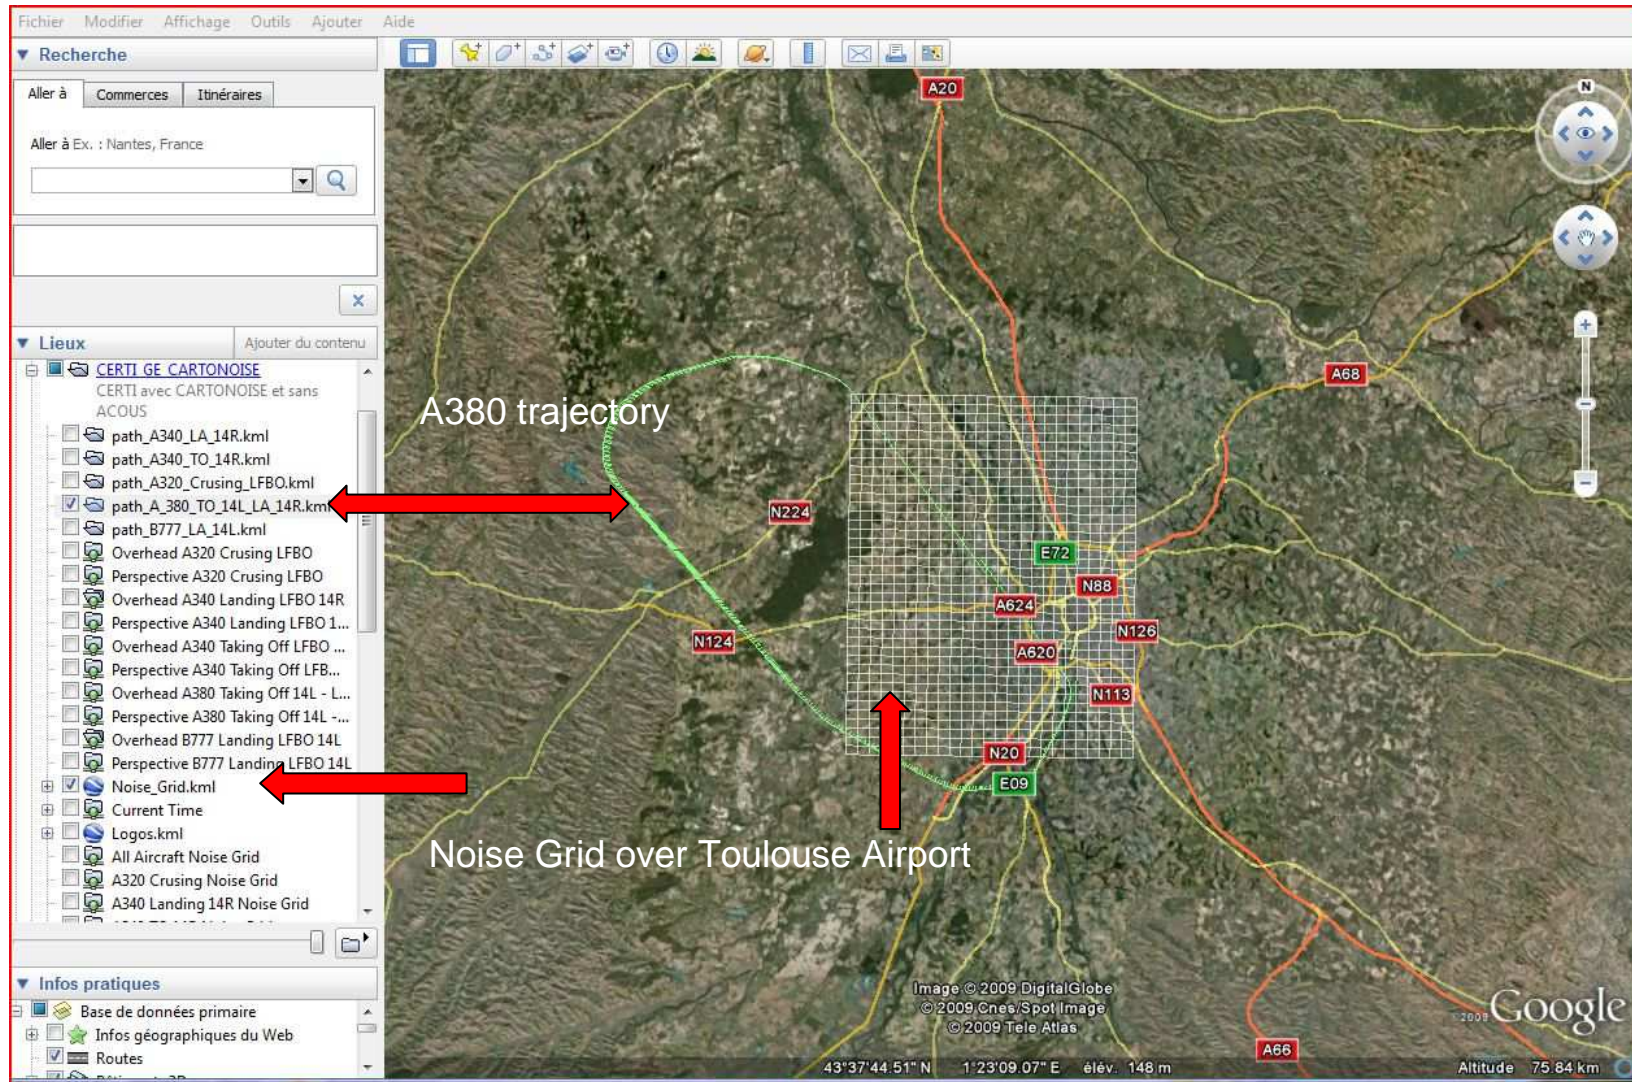 Fichier Modifier Affichage Outils Ajouter Aide
Recherche
Aller à Commerces Itinéraires
Aller à Ex. : Nantes, France
Lieux Ajouter du contenu
CERTI GE CARTONOISE
CERTI avec CARTONOISE et sans
ACOUS
path_A340_LA_14R.kml
path_A340_TO_14R.kml
path_A320_Crusing_LFBO.kml
path_A_380_TO_14L_LA_14R.kml
path_B777_LA_14L.kml
Overhead A320 Crusing LFBO
Perspective A320 Crusing LFBO
Overhead A340 Landing LFBO 14R
Perspective A340 Landing LFBO 1...
Overhead A340 Taking Off LFBO ...
Perspective A340 Taking Off LFB...
Overhead A380 Taking Off 14L - L...
Perspective A380 Taking Off 14L -...
Overhead B777 Landing LFBO 14L
Perspective B777 Landing LFBO 14L
Noise_Grid.kml
Current Time
Logos.kml
All Aircraft Noise Grid
A320 Crusing Noise Grid
A340 Landing 14R Noise Grid
Infos pratiques
Base de données primaire
Infos géographiques du Web
Routes
N
A20
A68
A380 trajectory
N224
E72
N88
A624
N126
N124
A620
N113
N20
E09
Noise Grid over Toulouse Airport
Image © 2009 DigitalGlobe
© 2009 Cnes/Spot Image
© 2009 Tele Atlas
©2009 Google
A66
43°37'44.51" N 1°23'09.07" E élév. 148 m Altitude 75.84 km